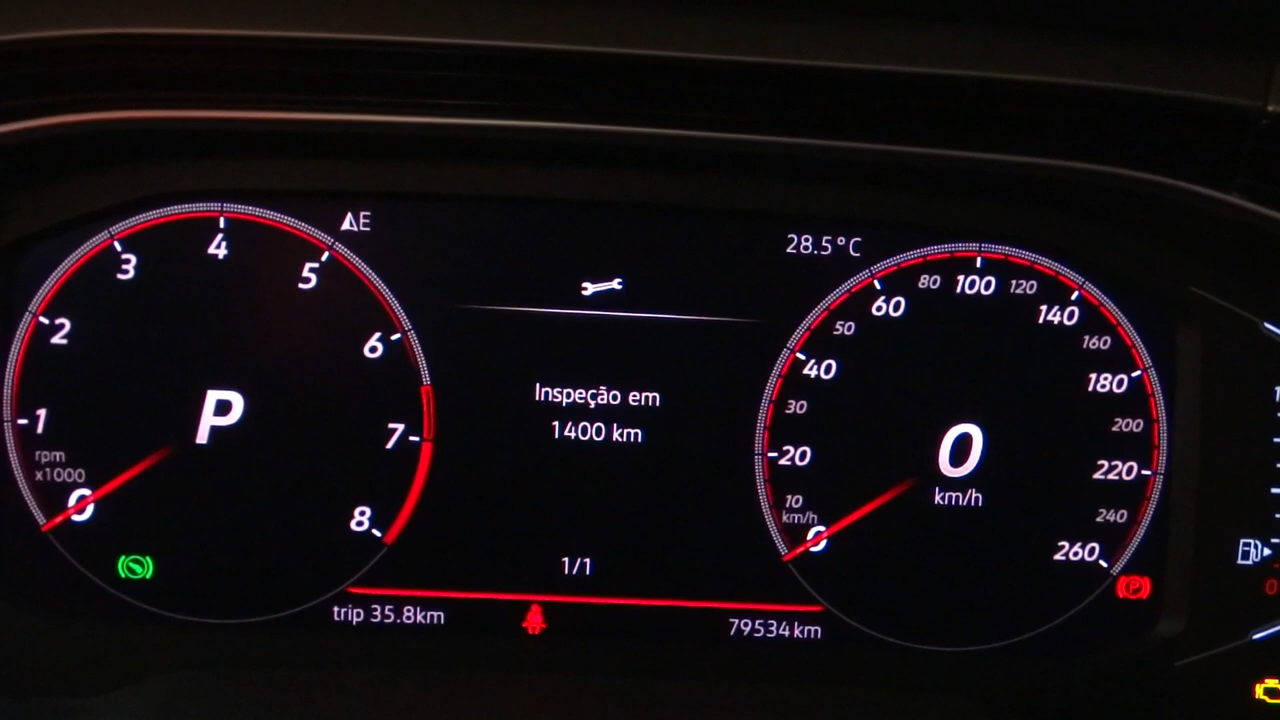 E
28.5°C
4
3
5
2
6
1
7
rpm
x1000
0
8
P
Inspeção em
1400 km
1/1
trip 35.8km
79534km
100
80
120
60
140
50
160
40
180
30
200
20
220
10
240
km/h
0
260
0
km/h
P
0